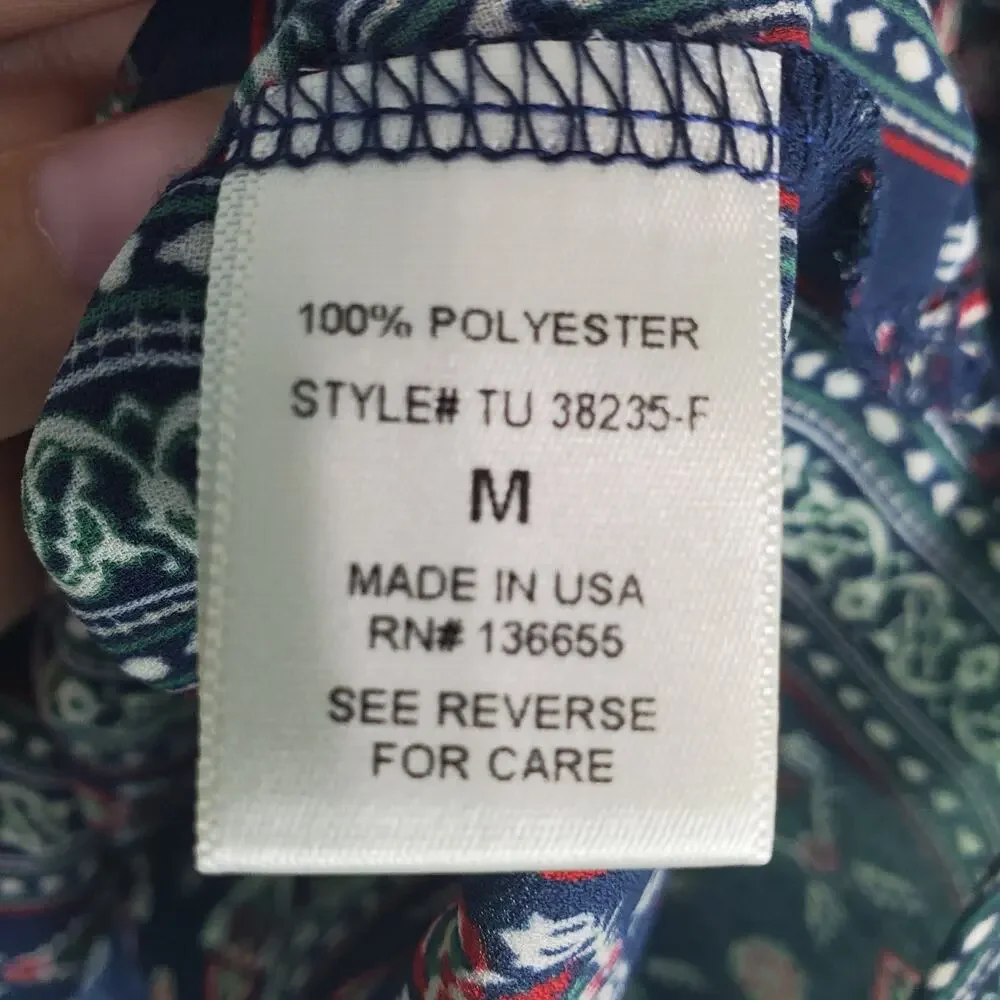 100% POLYESTER
STYLE# TU 38235-F
M
MADE IN USA
RN# 136655
SEE REVERSE
FOR CARE